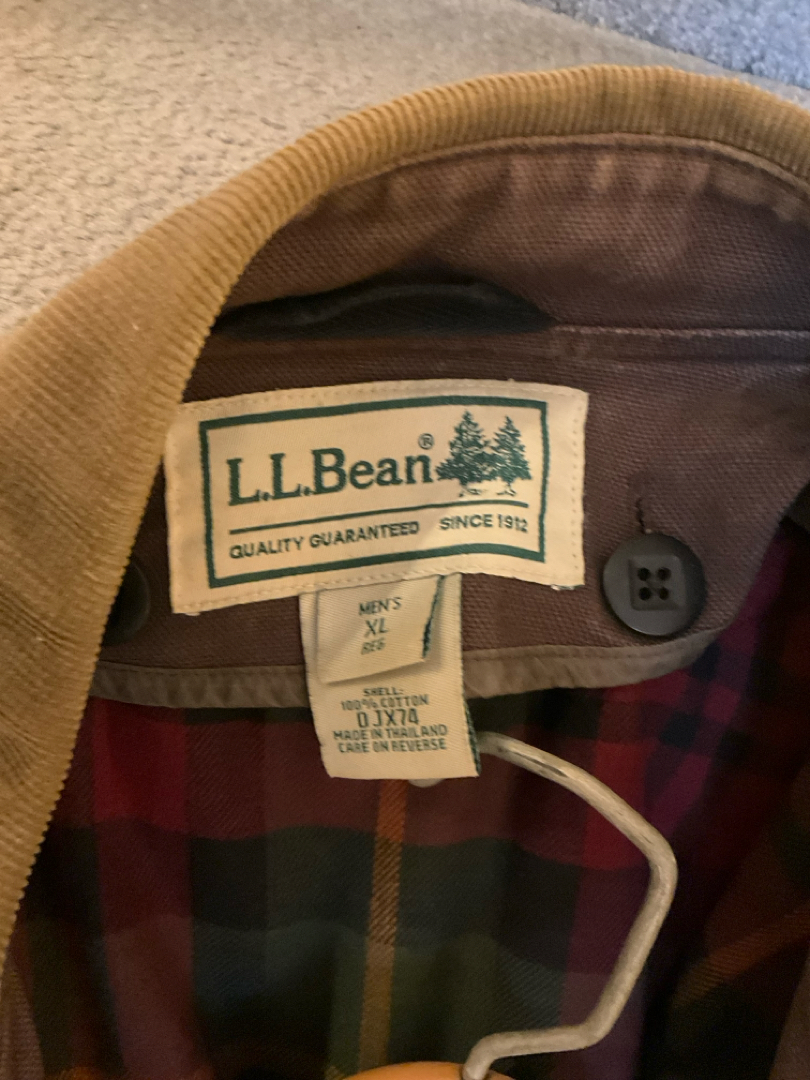 L.L.Bean®
QUALITY GUARANTEED SINCE 1912
MEN'S
XL
REG
SHELL:
100% COTTON
0JX74
MADE IN THAILAND
CARE ON REVERSE